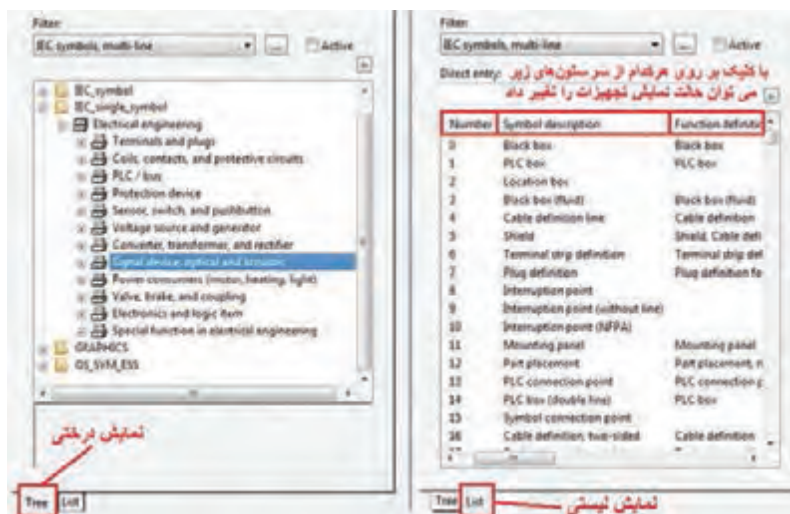 Filter:
IEC symbols, multi-line ... Active
IEC_symbol
IEC_single_symbol
Electrical engineering
Terminals and plugs
Coils, contacts, and protective circuits
PLC / bus
Protection device
Sensor, switch, and pushbutton
Voltage source and generator
Converter, transformer, and rectifier
Signal device, optical and acoustic
Power consumers (motor, heating, light)
Valve, brake, and coupling
Electronics and logic item
Special function in electrical engineering
GRAPHICS
OS_SYM_ESS
نمایش درختی
Tree List
Filter:
IEC symbols, multi-line ... Active
Direct entry: با کلیک بر روی هرکدام از سر ستون‌های زیر
می توان حالت نمایش تجهیزات را تغییر داد
Number Symbol description Function definitio
0 Black box Black box
1 PLC box PLC box
2 Location box
3 Black box (fluid) Black box (fluid)
4 Cable definition line Cable definition
5 Shield Shield, Cable defi
6 Terminal strip definition Terminal strip def
7 Plug definition Plug definition fo
8 Interruption point
9 Interruption point (without line)
10 Interruption point (NFPA)
11 Mounting panel Mounting panel
12 Part placement Part placement, n
13 PLC connection point PLC connection p
14 PLC box (double line) PLC box
15 Symbol connection point
16 Cable definition, two-sided Cable definition
Tree List نمایش لیستی